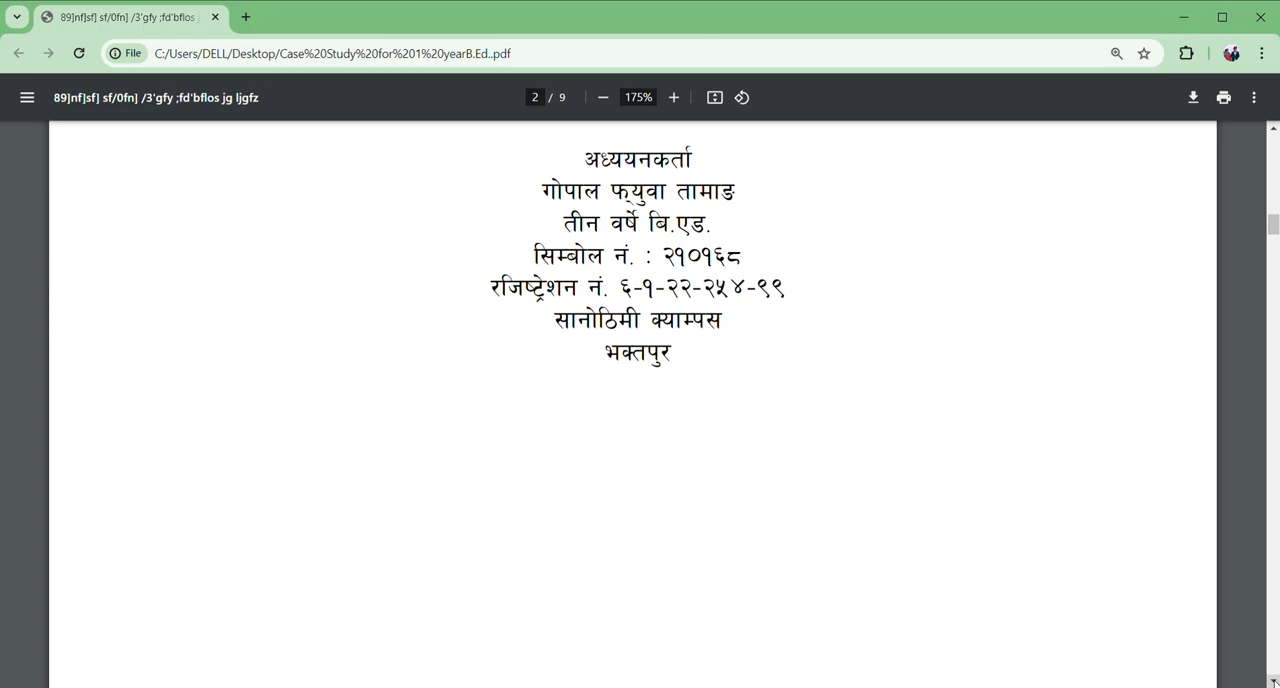 89]nf]sf] sf/0fn] /3'gfy ;fd'bflos j
File
C:/Users/DELL/Desktop/Case%20Study%20for%201%20yearB.Ed..pdf
89]nf]sf] sf/0fn] /3'gfy ;fd'bflos jg ljgfz
2 / 9
175%
अध्ययनकर्ता
गोपाल फ्युवा तामाङ
तीन वर्षे बि.एड.
सिम्बोल नं. : २१०१६८
रजिष्ट्रेशन नं. ६-१-२२-२५४-९९
सानोठिमी क्याम्पस
भक्तपुर